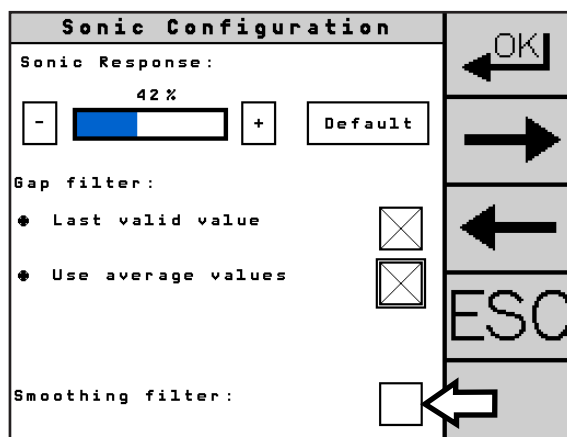 Sonic Configuration
OK
Sonic Response:
42%
- + Default
Gap filter:
Last valid value
Use average values
ESC
Smoothing filter: